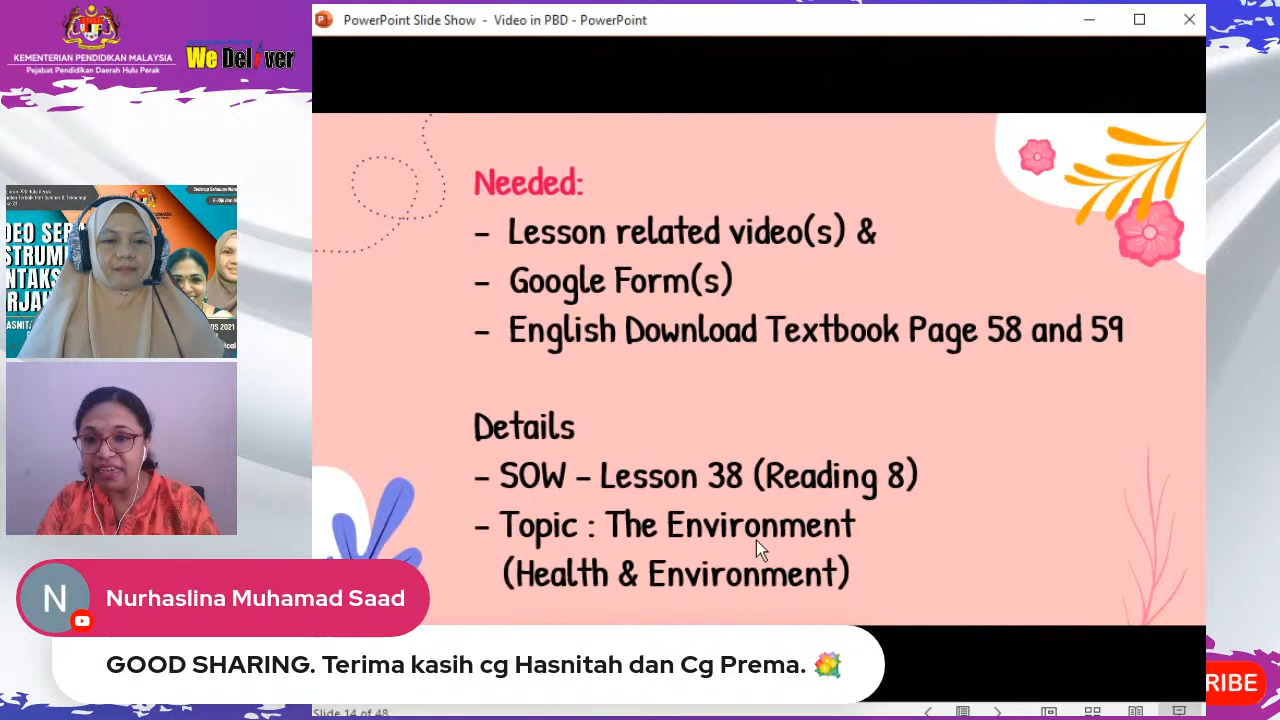 PowerPoint Slide Show - Video in PBD - PowerPoint
KEMENTERIAN PENDIDIKAN MALAYSIA
Pejabat Pendidikan Daerah Hulu Perak
We Deliver
Needed:
- Lesson related video(s) &
- Google Form(s)
- English Download Textbook Page 58 and 59
Details
- SOW - Lesson 38 (Reading 8)
- Topic : The Environment
(Health & Environment)
N
Nurhaslina Muhamad Saad
GOOD SHARING. Terima kasih cg Hasnitah dan Cg Prema. 💐
RIBE
Slide 14 of 48